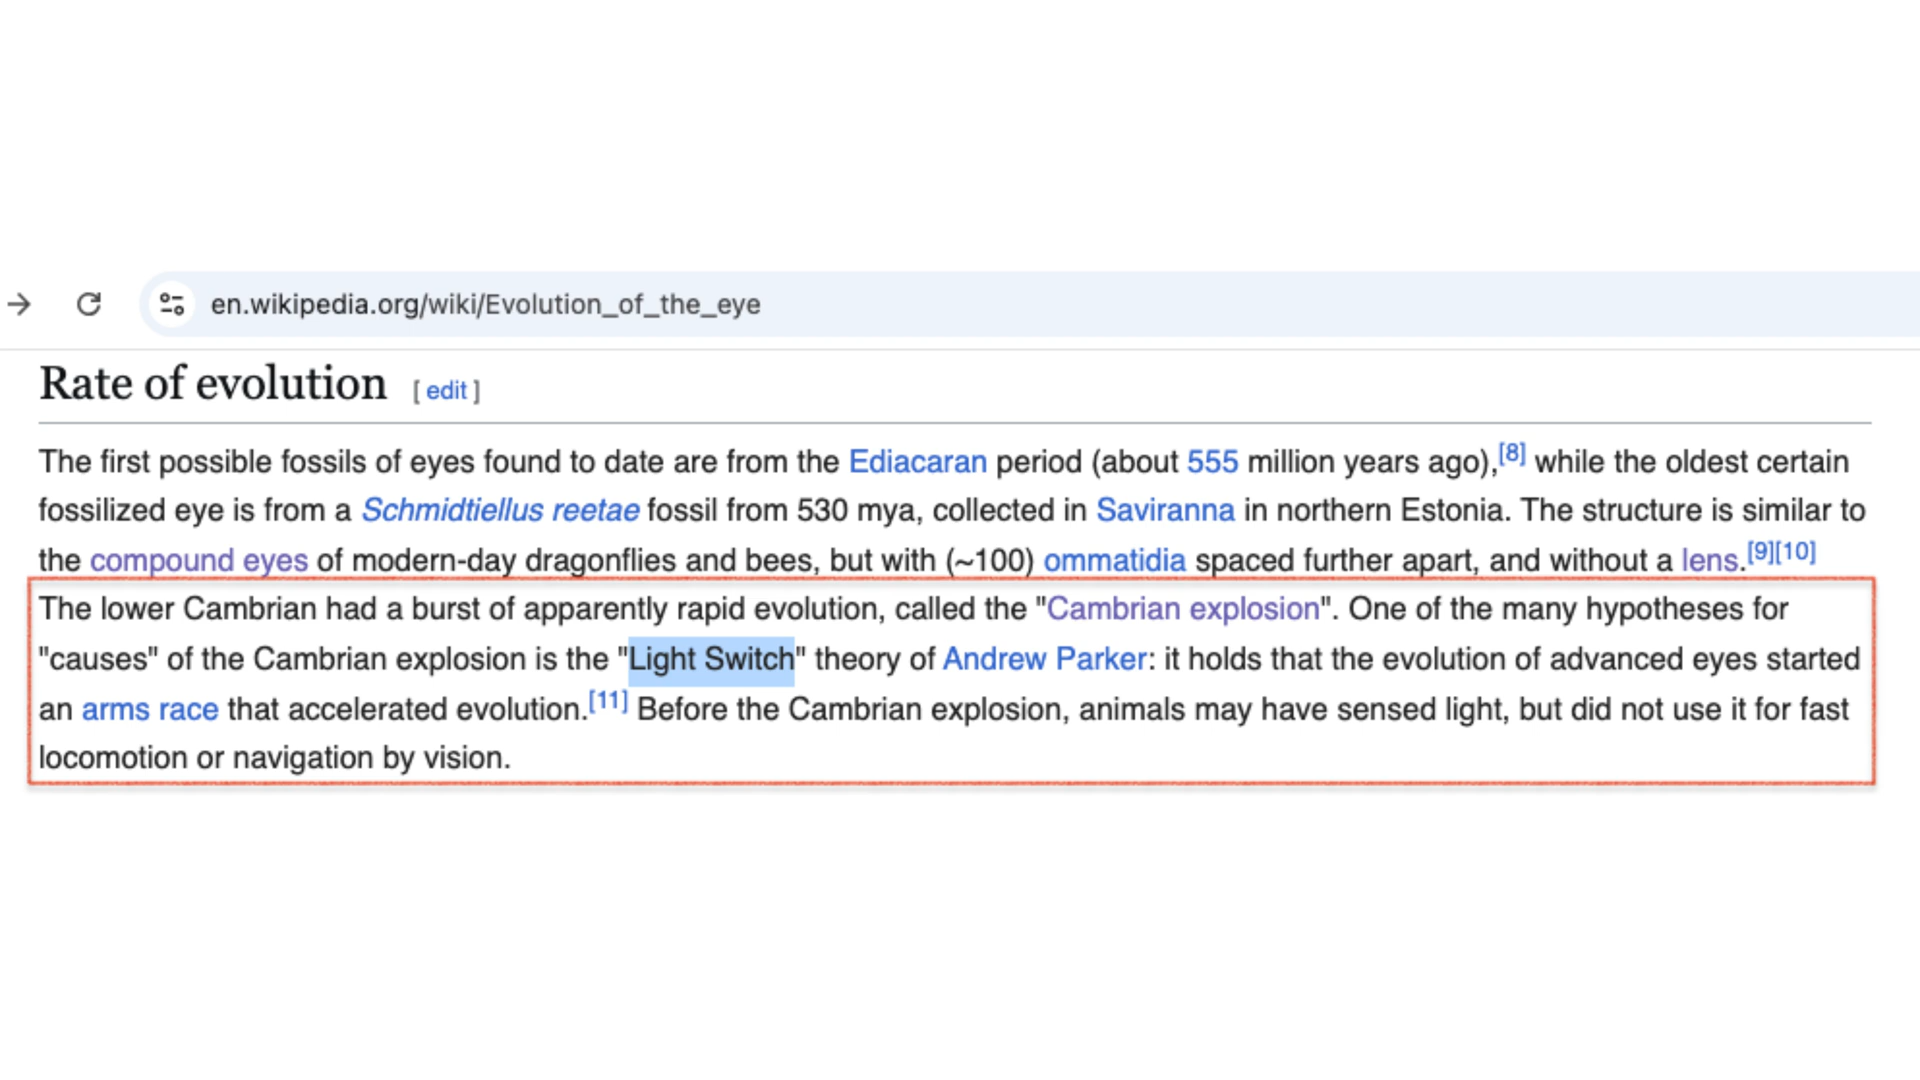 en.wikipedia.org/wiki/Evolution_of_the_eye
Rate of evolution [ edit ]
The first possible fossils of eyes found to date are from the Ediacaran period (about 555 million years ago),[8] while the oldest certain
fossilized eye is from a Schmidtiellus reetae fossil from 530 mya, collected in Saviranna in northern Estonia. The structure is similar to
the compound eyes of modern-day dragonflies and bees, but with (~100) ommatidia spaced further apart, and without a lens.[9][10]
The lower Cambrian had a burst of apparently rapid evolution, called the "Cambrian explosion". One of the many hypotheses for
"causes" of the Cambrian explosion is the "Light Switch" theory of Andrew Parker: it holds that the evolution of advanced eyes started
an arms race that accelerated evolution.[11] Before the Cambrian explosion, animals may have sensed light, but did not use it for fast
locomotion or navigation by vision.